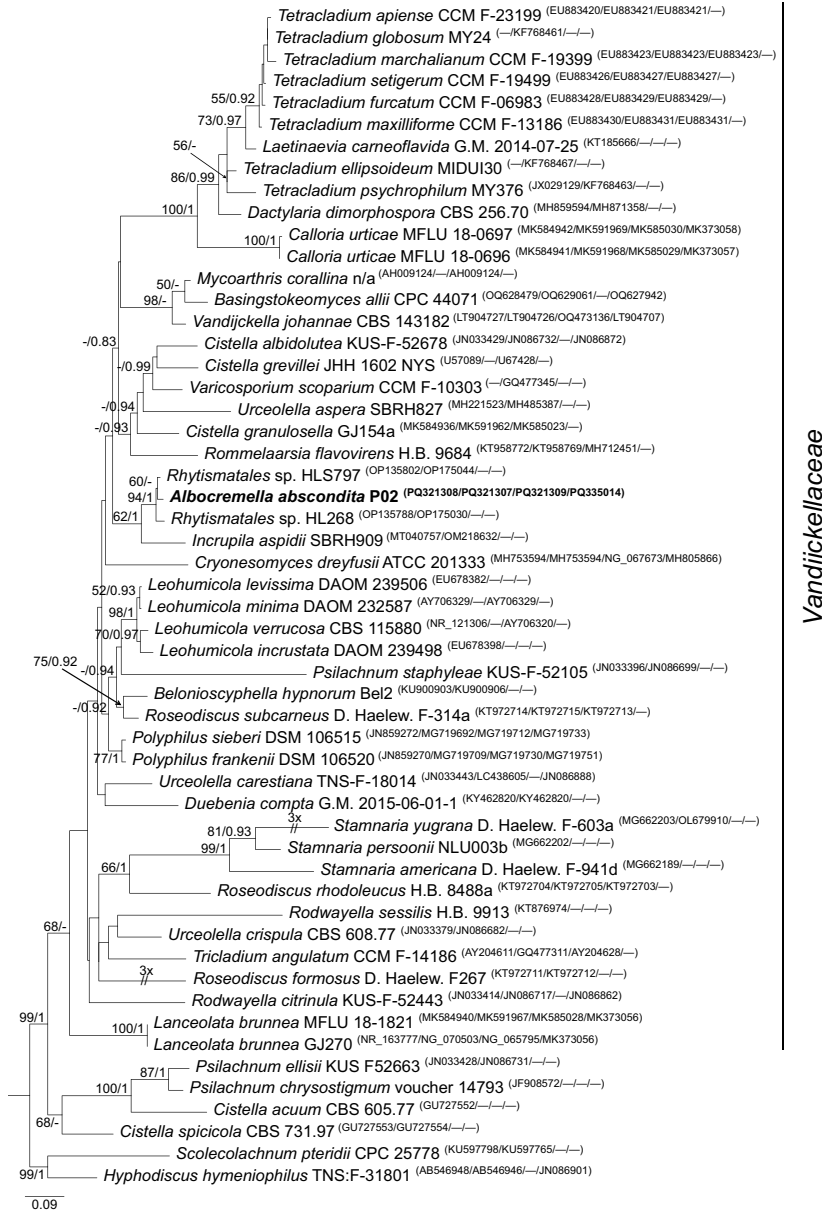 Tetracladium apiense CCM F-23199 (EU883420/EU883421/EU883421/—)
Tetracladium globosum MY24 (—/KF768461/—/—)
Tetracladium marchalianum CCM F-19399 (EU883423/EU883423/EU883423/—)
Tetracladium setigerum CCM F-19499 (EU883426/EU883427/EU883427/—)
55/0.92
Tetracladium furcatum CCM F-06983 (EU883428/EU883429/EU883429/—)
73/0.97
Tetracladium maxilliforme CCM F-13186 (EU883430/EU883431/EU883431/—)
56/-
Laetinaevia carneoflavida G.M. 2014-07-25 (KT185666/—/—/—)
Tetracladium ellipsoideum MIDUI30 (—/KF768467/—/—)
86/0.99
Tetracladium psychrophilum MY376 (JX029129/KF768463/—/—)
100/1
Dactylaria dimorphospora CBS 256.70 (MH859594/MH871358/—/—)
Calloria urticae MFLU 18-0697 (MK584942/MK591969/MK585030/MK373058)
100/1
Calloria urticae MFLU 18-0696 (MK584941/MK591968/MK585029/MK373057)
Mycoarthris corallina n/a (AH009124/—/AH009124/—)
50/-
Basingstokeomyces allii CPC 44071 (OQ628479/OQ629061/—/OQ627942)
98/-
Vandijckella johannae CBS 143182 (LT904727/LT904726/OQ473136/LT904707)
-/0.83
Cistella albidolutea KUS-F-52678 (JN033429/JN086732/—/JN086872)
Cistella grevillei JHH 1602 NYS (U57089/—/U67428/—)
-/0.99
Varicosporium scoparium CCM F-10303 (—/GQ477345/—/—)
-/0.94
Urceolella aspera SBRH827 (MH221523/MH485387/—/—)
-/0.93
Cistella granulosella GJ154a (MK584936/MK591962/MK585023/—)
Rommelaarsia flavovirens H.B. 9684 (KT958772/KT958769/MH712451/—)
Rhytismatales sp. HLS797 (OP135802/OP175044/—/—)
60/-
Albocremella abscondita P02 (PQ321308/PQ321307/PQ321309/PQ335014)
94/1
Rhytismatales sp. HL268 (OP135788/OP175030/—/—)
62/1
Incrupila aspidii SBRH909 (MT040757/OM218632/—/—)
Cryonesomyces dreyfusii ATCC 201333 (MH753594/MH753594/NG_067673/MH805866)
Leohumicola levissima DAOM 239506 (EU678382/—/—/—)
52/0.93
Leohumicola minima DAOM 232587 (AY706329/—/AY706329/—)
98/1
Leohumicola verrucosa CBS 115880 (NR_121306/—/AY706320/—)
70/0.97
Leohumicola incrustata DAOM 239498 (EU678398/—/—/—)
75/0.92
-/0.94
Psilachnum staphyleae KUS-F-52105 (JN033396/JN086699/—/—)
Belonioscyphella hypnorum Bel2 (KU900903/KU900906/—/—)
-/0.92
Roseodiscus subcarneus D. Haelew. F-314a (KT972714/KT972715/KT972713/—)
Polyphilus sieberi DSM 106515 (JN859272/MG719692/MG719712/MG719733)
77/1
Polyphilus frankenii DSM 106520 (JN859270/MG719709/MG719730/MG719751)
Urceolella carestiana TNS-F-18014 (JN033443/LC438605/—/JN086888)
Duebenia compta G.M. 2015-06-01-1 (KY462820/KY462820/—/—)
3x
Stamnaria yugrana D. Haelew. F-603a (MG662203/OL679910/—/—)
81/0.93
Stamnaria persoonii NLU003b (MG662202/—/—/—)
99/1
Stamnaria americana D. Haelew. F-941d (MG662189/—/—/—)
66/1
Roseodiscus rhodoleucus H.B. 8488a (KT972704/KT972705/KT972703/—)
Rodwayella sessilis H.B. 9913 (KT876974/—/—/—)
68/-
Urceolella crispula CBS 608.77 (JN033379/JN086682/—/—)
Tricladium angulatum CCM F-14186 (AY204611/GQ477311/AY204628/—)
3x
Roseodiscus formosus D. Haelew. F267 (KT972711/KT972712/—/—)
Rodwayella citrinula KUS-F-52443 (JN033414/JN086717/—/JN086862)
99/1
Lanceolata brunnea MFLU 18-1821 (MK584940/MK591967/MK585028/MK373056)
100/1
Lanceolata brunnea GJ270 (NR_163777/NG_070503/NG_065795/MK373056)
Psilachnum ellisii KUS F52663 (JN033428/JN086731/—/—)
87/1
Psilachnum chrysostigmum voucher 14793 (JF908572/—/—/—)
100/1
Cistella acuum CBS 605.77 (GU727552/—/—/—)
68/-
Cistella spicicola CBS 731.97 (GU727553/GU727554/—/—)
Scolecolachnum pteridii CPC 25778 (KU597798/KU597765/—/—)
99/1
Hyphodiscus hymeniophilus TNS:F-31801 (AB546948/AB546946/—/JN086901)
0.09
Vandijckellaceae